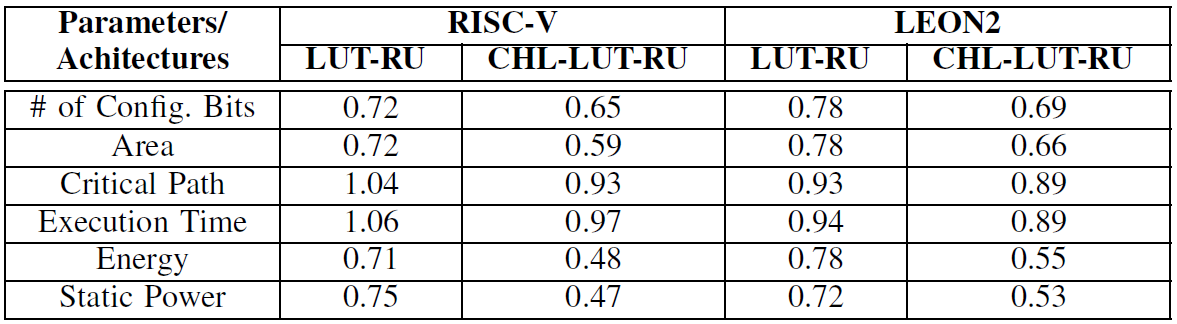 Parameters/ RISC-V LEON2
Achitectures LUT-RU CHL-LUT-RU LUT-RU CHL-LUT-RU
# of Config. Bits 0.72 0.65 0.78 0.69
Area 0.72 0.59 0.78 0.66
Critical Path 1.04 0.93 0.93 0.89
Execution Time 1.06 0.97 0.94 0.89
Energy 0.71 0.48 0.78 0.55
Static Power 0.75 0.47 0.72 0.53